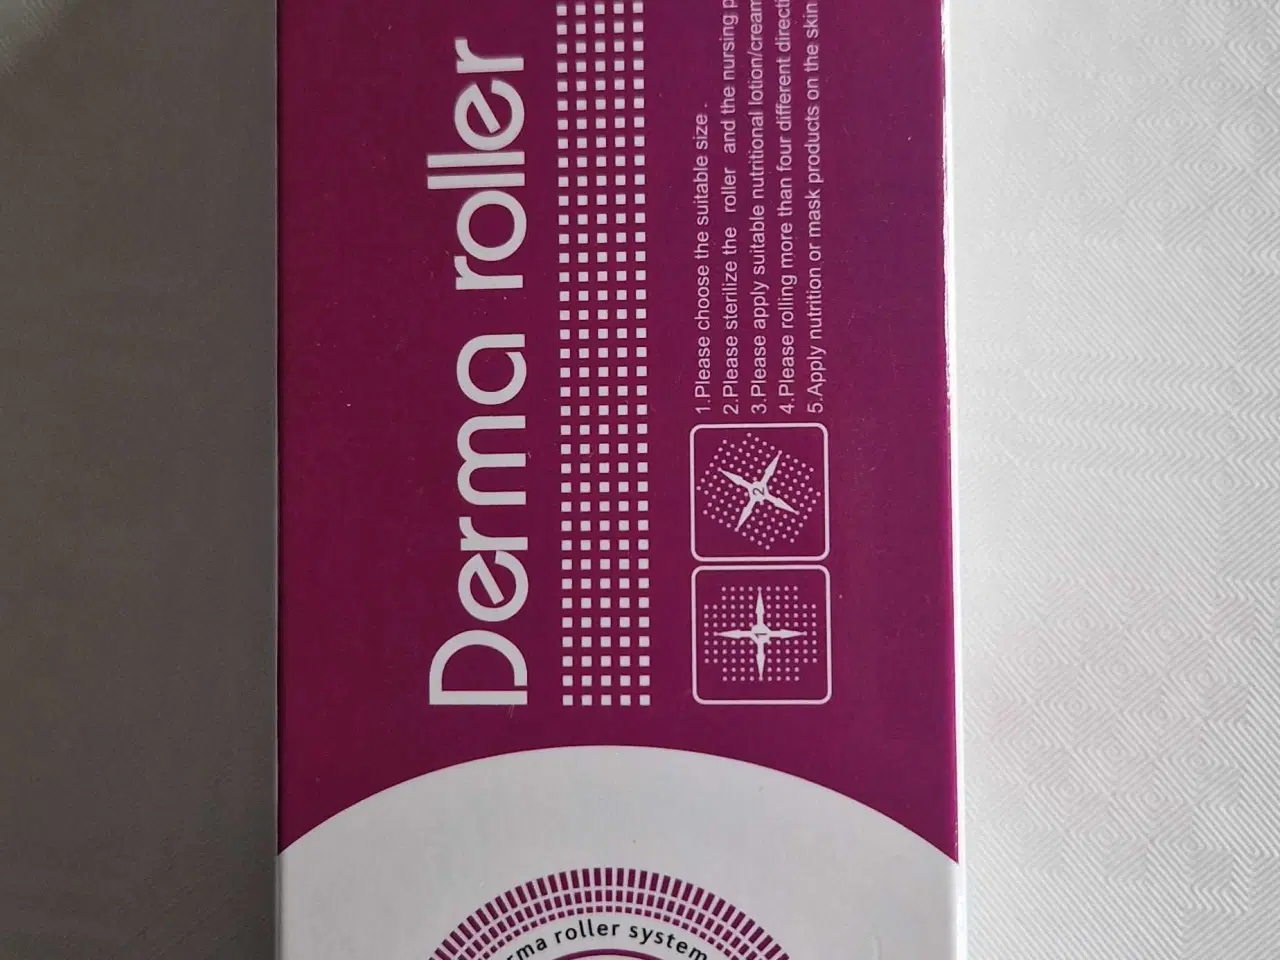 Derma roller
1.Please choose the suitable size .
2.Please sterilize the roller and the nursing
3.Please apply suitable nutritional lotion/cream
4.Please rolling more than four different
5.Apply nutrition or mask products on the skin
2
1
roller system